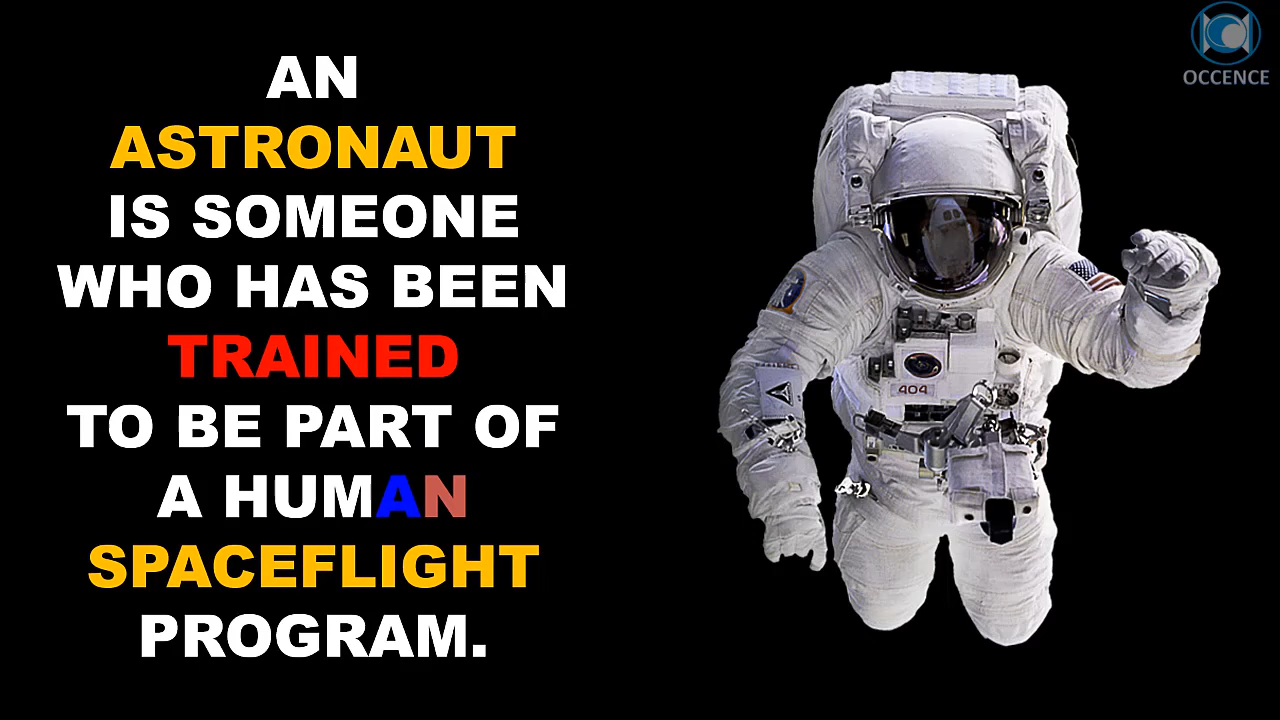 AN
ASTRONAUT
IS SOMEONE
WHO HAS BEEN
TRAINED
TO BE PART OF
A HUMAN
SPACEFLIGHT
PROGRAM.
OCCENCE
404